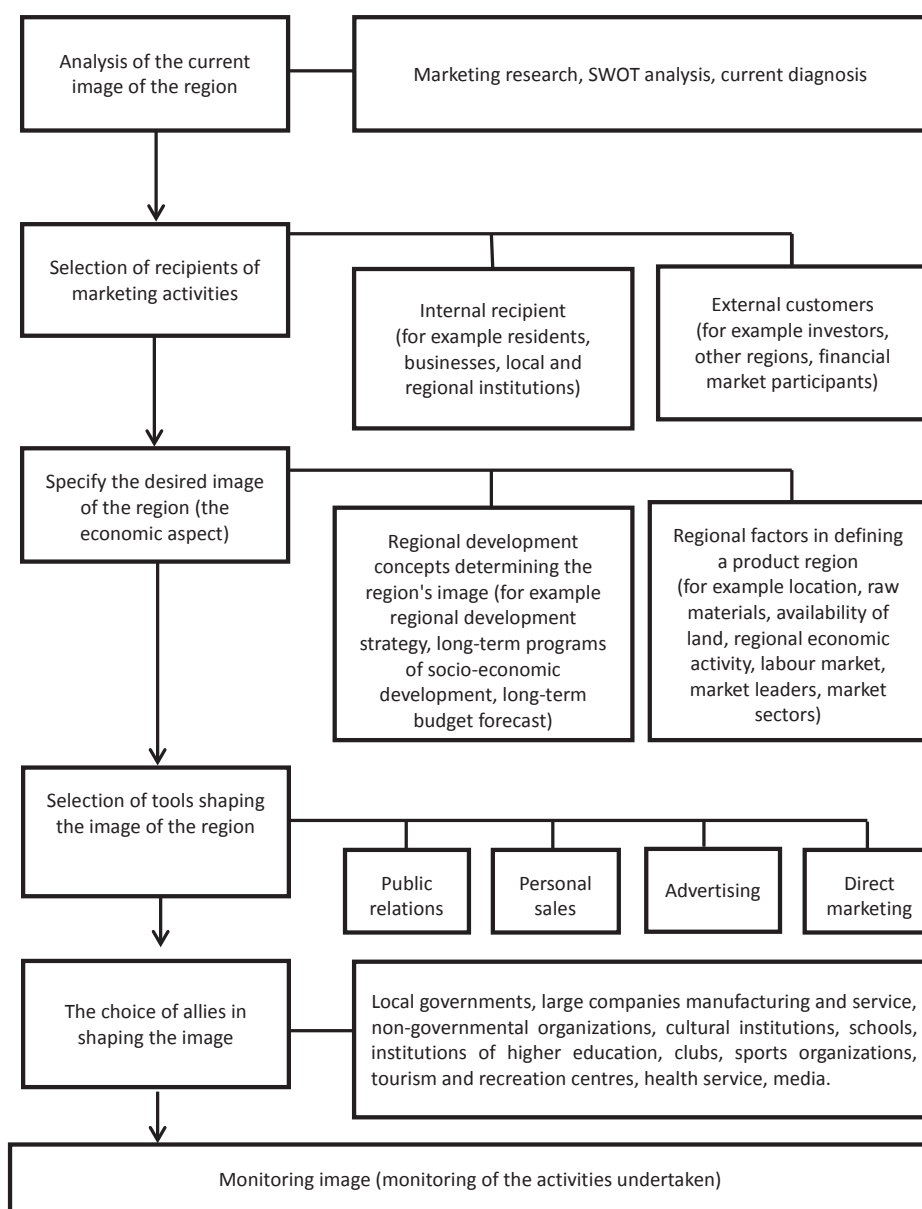 Analysis of the current
image of the region
Marketing research, SWOT analysis, current diagnosis
Selection of recipients of
marketing activities
Internal recipient
(for example residents,
businesses, local and
regional institutions)
External customers
(for example investors,
other regions, financial
market participants)
Specify the desired image
of the region (the
economic aspect)
Regional development
concepts determining the
region's image (for example
regional development
strategy, long-term programs
of socio-economic
development, long-term
budget forecast)
Regional factors in defining
a product region
(for example location, raw
materials, availability of
land, regional economic
activity, labour market,
market leaders, market
sectors)
Selection of tools shaping
the image of the region
Public
relations
Personal
sales
Advertising
Direct
marketing
The choice of allies in
shaping the image
Local governments, large companies manufacturing and service,
non-governmental organizations, cultural institutions, schools,
institutions of higher education, clubs, sports organizations,
tourism and recreation centres, health service, media.
Monitoring image (monitoring of the activities undertaken)